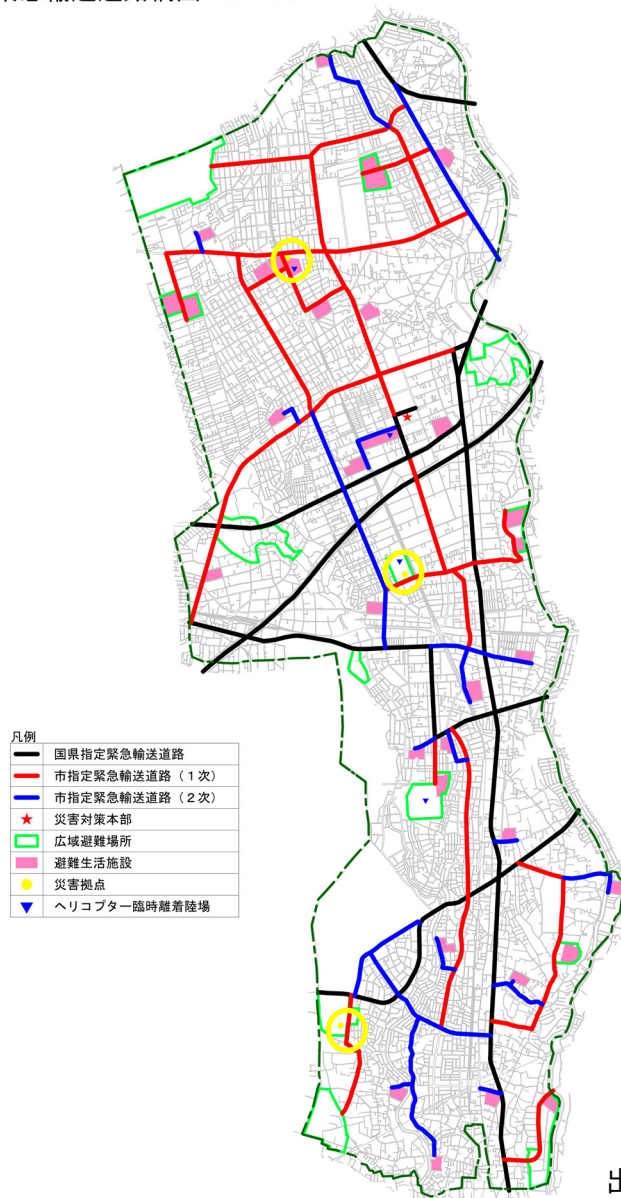 凡例
国県指定緊急輸送道路
市指定緊急輸送道路（１次）
市指定緊急輸送道路（２次）
災害対策本部
広域避難場所
避難生活施設
災害拠点
ヘリコプター臨時離着陸場